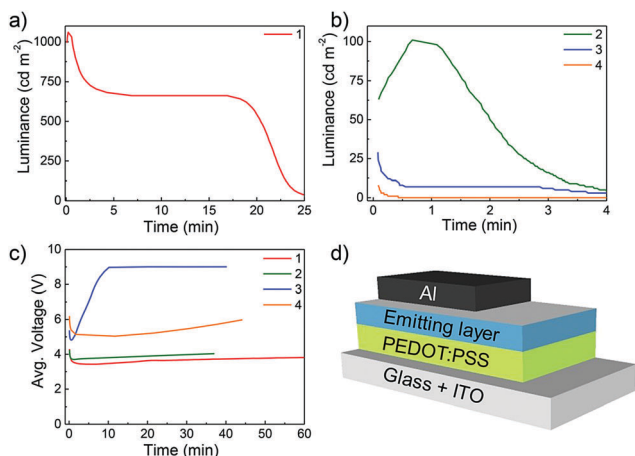 a)
1
1000
750
500
250
0
Luminance (cd m-2)
0 5 10 15 20 25
Time (min)
b)
2
3
4
100
75
50
25
0
Luminance (cd m-2)
0 1 2 3 4
Time (min)
c)
1
2
3
4
10
8
6
4
2
0
Avg. Voltage (V)
0 10 20 30 40 50 60
Time (min)
d)
Al
Emitting layer
PEDOT:PSS
Glass + ITO